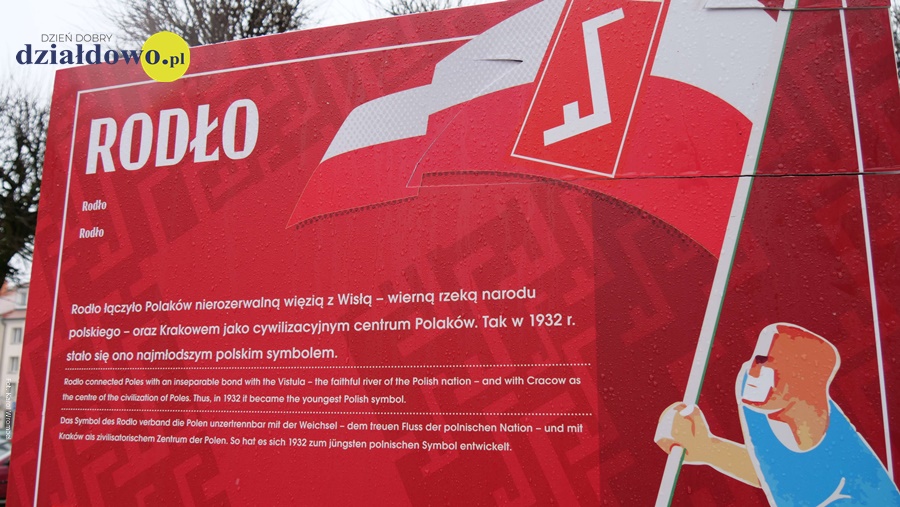 DZIEŃ DOBRY
działdowo.pl
RODŁO
Rodło
Rodło
Rodło łączyło Polaków nierozerwalną więzią z Wisłą – wierną rzeką narodu
polskiego – oraz Krakowem jako cywilizacyjnym centrum Polaków. Tak w 1932 r.
stało się ono najmłodszym polskim symbolem.
Rodlo connected Poles with an inseparable bond with the Vistula – the faithful river of the Polish nation – and with Cracow as
the centre of the civilization of Poles. Thus, in 1932 it became the youngest Polish symbol.
Das Symbol des Rodło verband die Polen unzertrennbar mit der Weichsel – dem treuen Fluss der polnischen Nation – und mit
Kraków als zivilisatorischem Zentrum der Polen. So hat es sich 1932 zum jüngsten polnischen Symbol entwickelt.